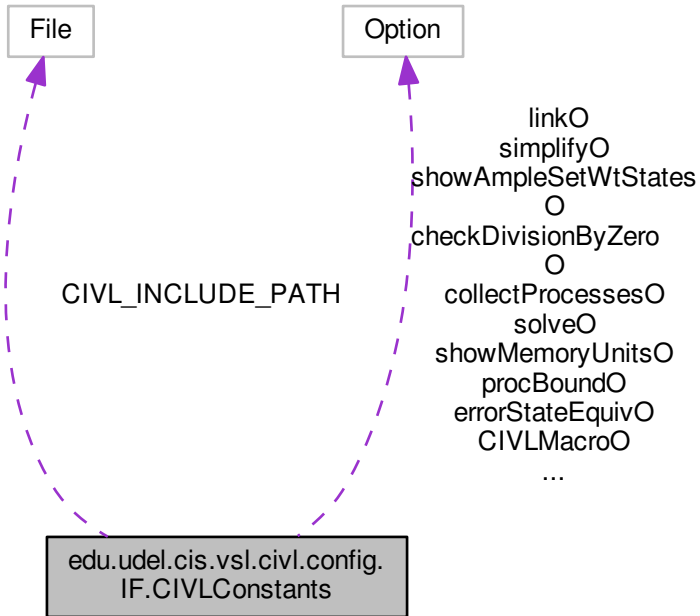 File
Option
linkO
simplifyO
showAmpleSetWtStates
O
checkDivisionByZero
O
collectProcessesO
solveO
showMemoryUnitsO
procBoundO
errorStateEquivO
CIVLMacroO
...
CIVL_INCLUDE_PATH
edu.udel.cis.vsl.civl.config.
IF.CIVLConstants